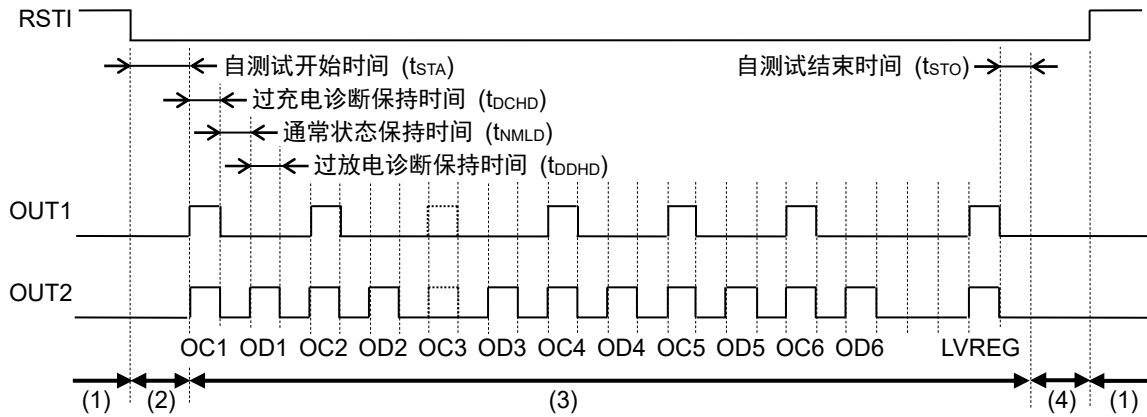 RSTI
自测试开始时间 (tSTA)
自测试结束时间 (tSTO)
过充电诊断保持时间 (tDCHD)
通常状态保持时间 (tNMLD)
过放电诊断保持时间 (tDDHD)
OUT1
OUT2
OC1 OD1 OC2 OD2 OC3 OD3 OC4 OD4 OC5 OD5 OC6 OD6 LVREG
(1) (2) (3) (4) (1)